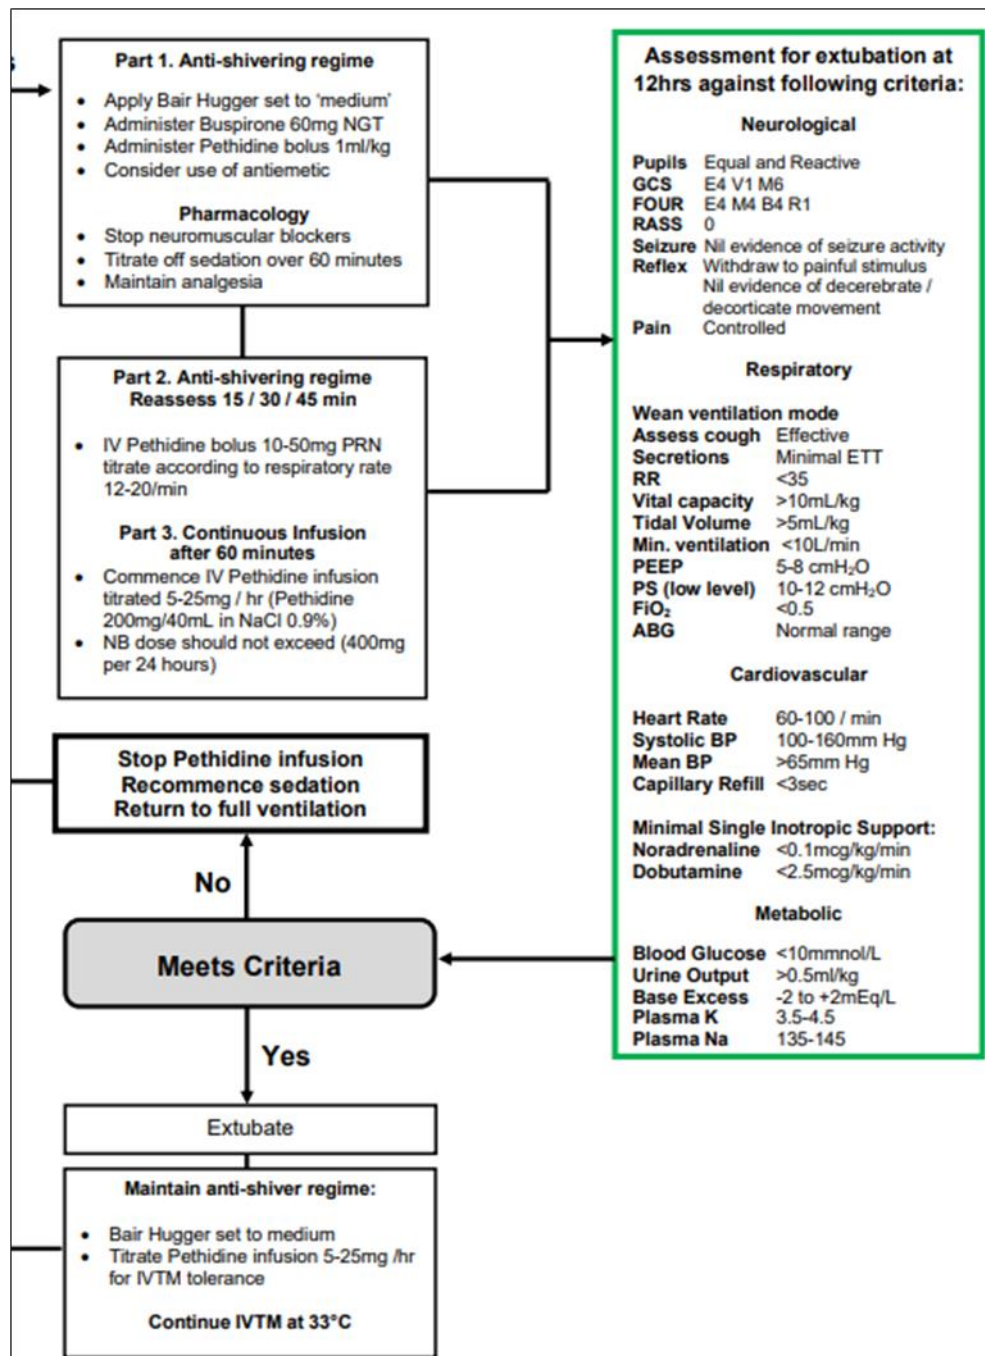 s
Part 1. Anti-shivering regime
• Apply Bair Hugger set to ‘medium’
• Administer Buspirone 60mg NGT
• Administer Pethidine bolus 1ml/kg
• Consider use of antiemetic
Pharmacology
• Stop neuromuscular blockers
• Titrate off sedation over 60 minutes
• Maintain analgesia
Part 2. Anti-shivering regime
Reassess 15 / 30 / 45 min
• IV Pethidine bolus 10-50mg PRN
titrate according to respiratory rate
12-20/min
Part 3. Continuous Infusion
after 60 minutes
• Commence IV Pethidine infusion
titrated 5-25mg / hr (Pethidine
200mg/40mL in NaCl 0.9%)
• NB dose should not exceed (400mg
per 24 hours)
Stop Pethidine infusion
Recommence sedation
Return to full ventilation
No
Meets Criteria
Yes
Extubate
Maintain anti-shiver regime:
• Bair Hugger set to medium
• Titrate Pethidine infusion 5-25mg /hr
for IVTM tolerance
Continue IVTM at 33°C
Assessment for extubation at
12hrs against following criteria:
Neurological
Pupils Equal and Reactive
GCS E4 V1 M6
FOUR E4 M4 B4 R1
RASS 0
Seizure Nil evidence of seizure activity
Reflex Withdraw to painful stimulus
Nil evidence of decerebrate /
decorticate movement
Pain Controlled
Respiratory
Wean ventilation mode
Assess cough Effective
Secretions Minimal ETT
RR <35
Vital capacity >10mL/kg
Tidal Volume >5mL/kg
Min. ventilation <10L/min
PEEP 5-8 cmH₂O
PS (low level) 10-12 cmH₂O
FiO₂ <0.5
ABG Normal range
Cardiovascular
Heart Rate 60-100 / min
Systolic BP 100-160mm Hg
Mean BP >65mm Hg
Capillary Refill <3sec
Minimal Single Inotropic Support:
Noradrenaline <0.1mcg/kg/min
Dobutamine <2.5mcg/kg/min
Metabolic
Blood Glucose <10mmnol/L
Urine Output >0.5ml/kg
Base Excess -2 to +2mEq/L
Plasma K 3.5-4.5
Plasma Na 135-145